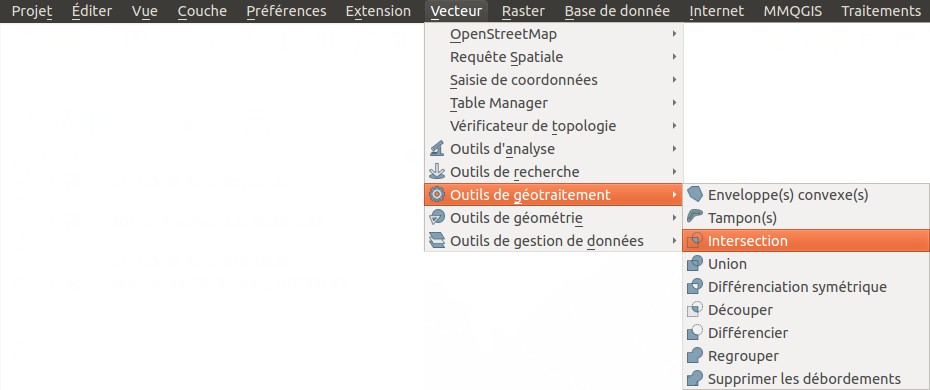 Projet Éditer Vue Couche Préférences Extension Vecteur Raster Base de donnée Internet MMQGIS Traitements
OpenStreetMap
Requête Spatiale
Saisie de coordonnées
Table Manager
Vérificateur de topologie
Outils d'analyse
Outils de recherche
Outils de géotraitement
Outils de géométrie
Outils de gestion de données
Enveloppe(s) convexe(s)
Tampon(s)
Intersection
Union
Différenciation symétrique
Découper
Différencier
Regrouper
Supprimer les débordements